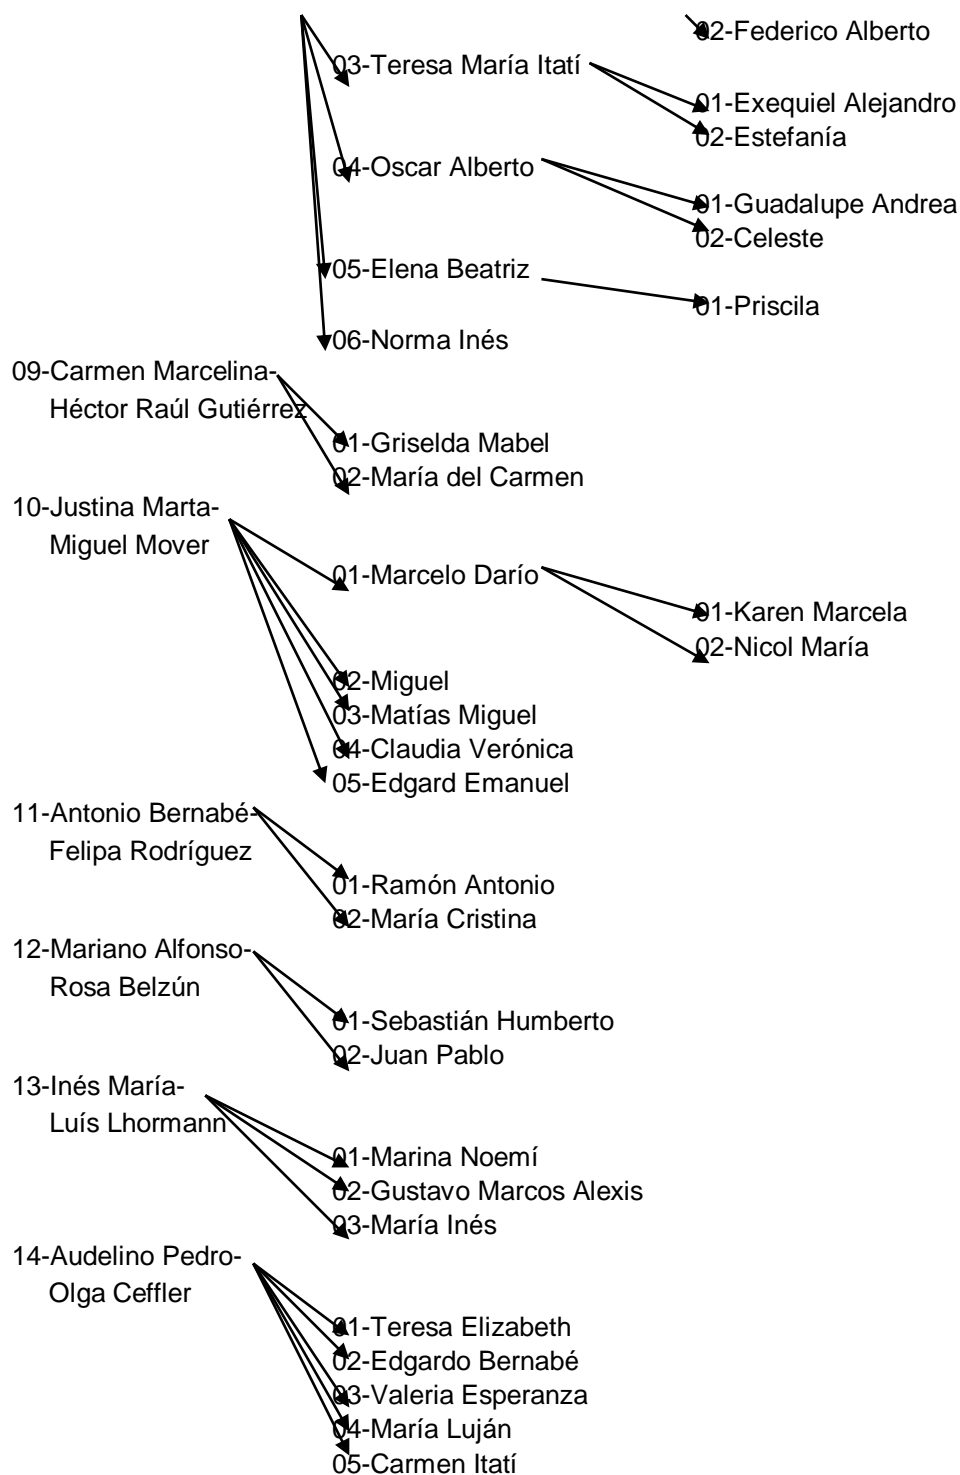 02-Federico Alberto
03-Teresa María Itatí
01-Exequiel Alejandro
02-Estefanía
04-Oscar Alberto
01-Guadalupe Andrea
02-Celeste
05-Elena Beatriz
01-Priscila
06-Norma Inés
09-Carmen Marcelina-
Héctor Raúl Gutiérrez
01-Griselda Mabel
02-María del Carmen
10-Justina Marta-
Miguel Mover
01-Marcelo Darío
01-Karen Marcela
02-Nicol María
02-Miguel
03-Matías Miguel
04-Claudia Verónica
05-Edgard Emanuel
11-Antonio Bernabé-
Felipa Rodríguez
01-Ramón Antonio
02-María Cristina
12-Mariano Alfonso-
Rosa Belzún
01-Sebastián Humberto
02-Juan Pablo
13-Inés María-
Luís Lhormann
01-Marina Noemí
02-Gustavo Marcos Alexis
03-María Inés
14-Audelino Pedro-
Olga Ceffler
01-Teresa Elizabeth
02-Edgardo Bernabé
03-Valeria Esperanza
04-María Luján
05-Carmen Itatí